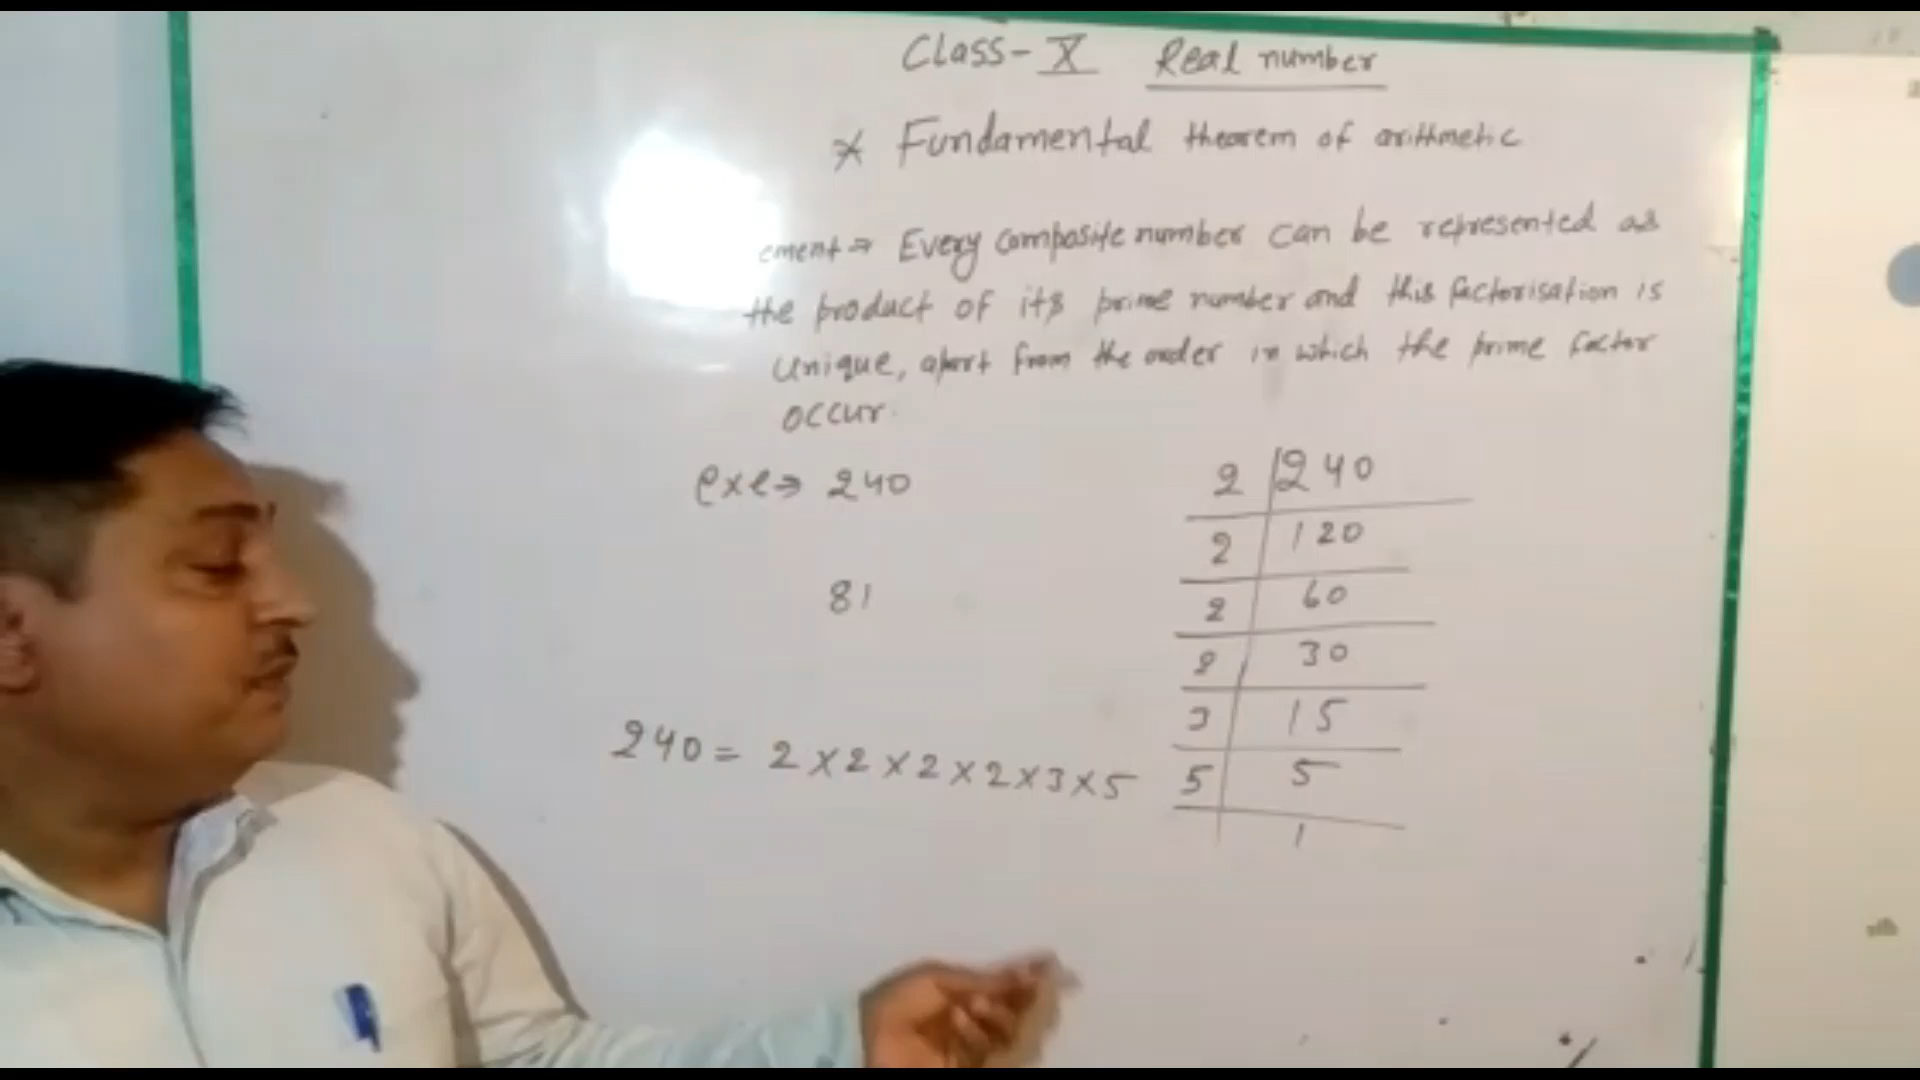 Class- X Real number
* Fundamental theorem of arithmetic
ement ⇒ Every composite number can be represented as
the product of its prime number and this factorisation is
unique, apart from the order in which the prime factor
occur.
exe ⇒ 240
81
240 = 2 × 2 × 2 × 2 × 3 × 5
2 | 240
2 | 120
2 | 60
2 | 30
3 | 15
5 | 5
| 1